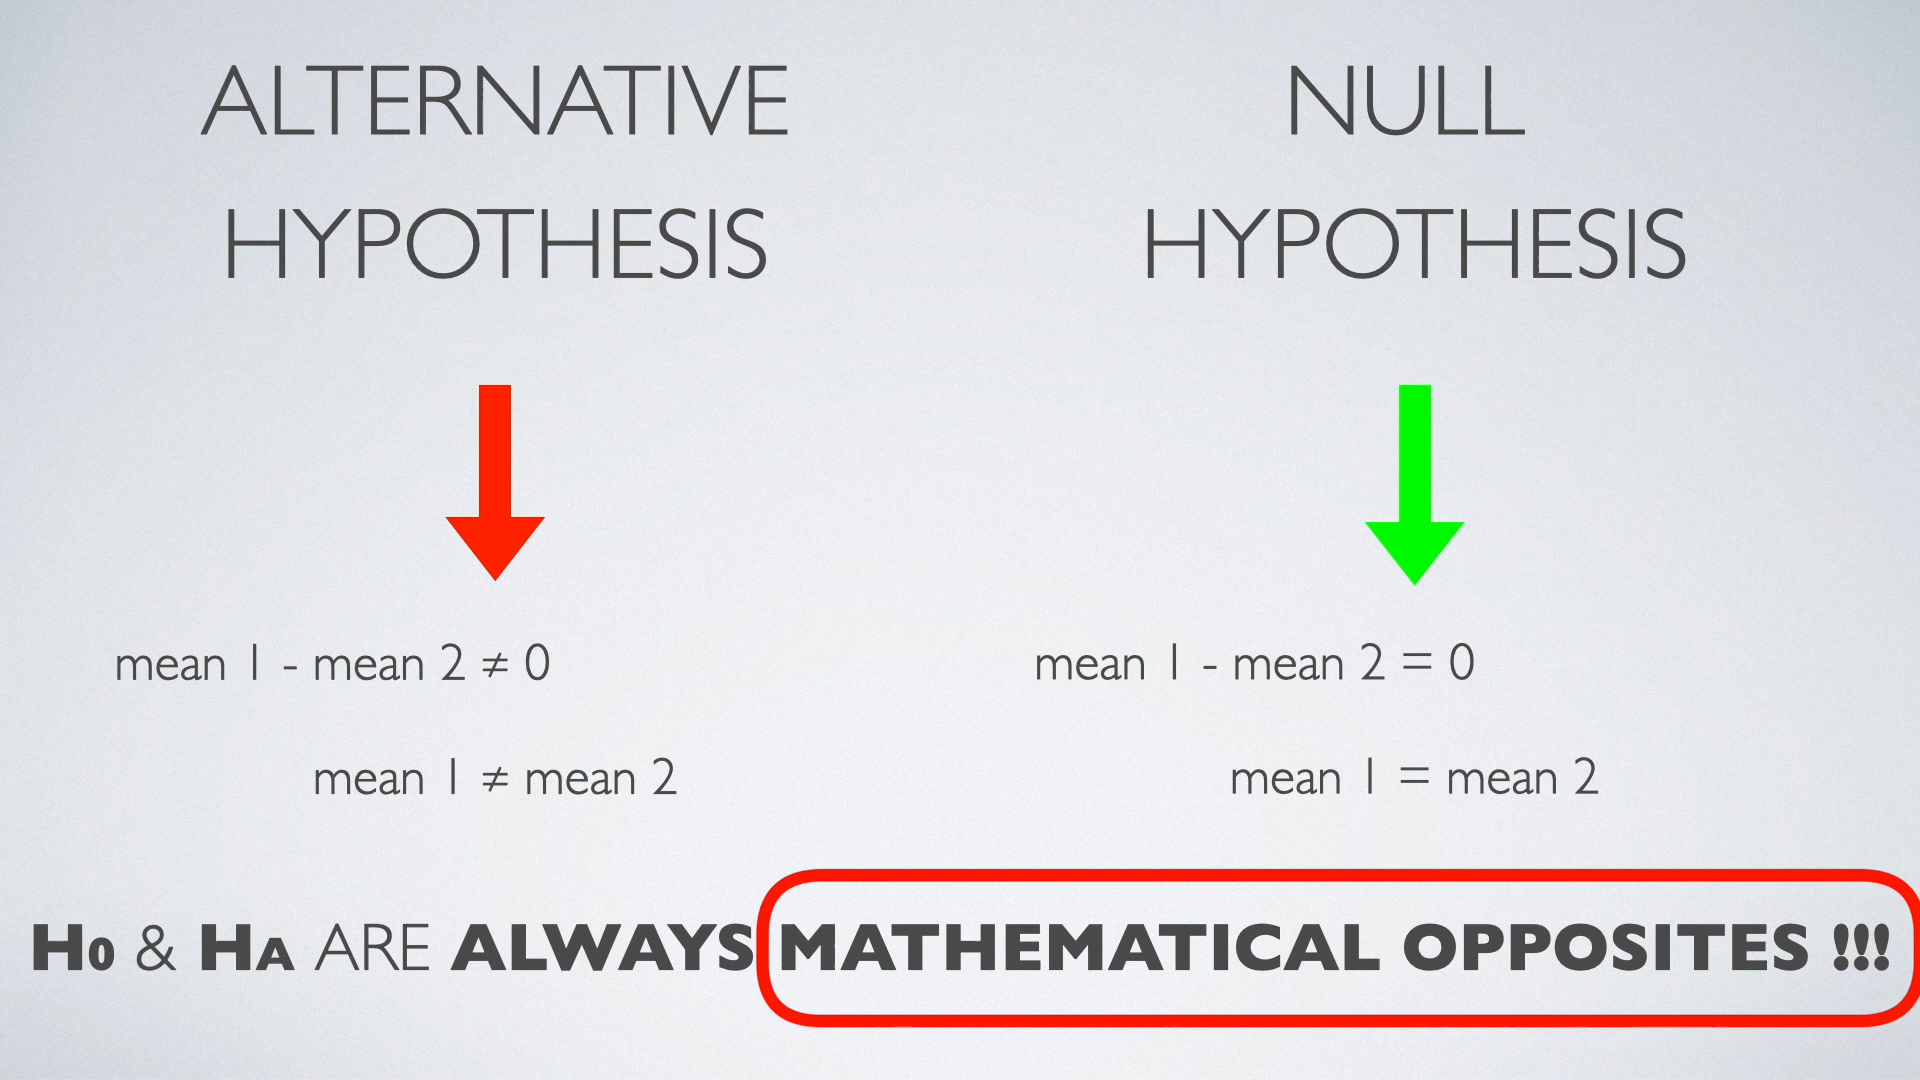 ALTERNATIVE
HYPOTHESIS
mean 1 - mean 2 ≠ 0
mean 1 ≠ mean 2
NULL
HYPOTHESIS
mean 1 - mean 2 = 0
mean 1 = mean 2
H0 & HA ARE ALWAYS MATHEMATICAL OPPOSITES !!!